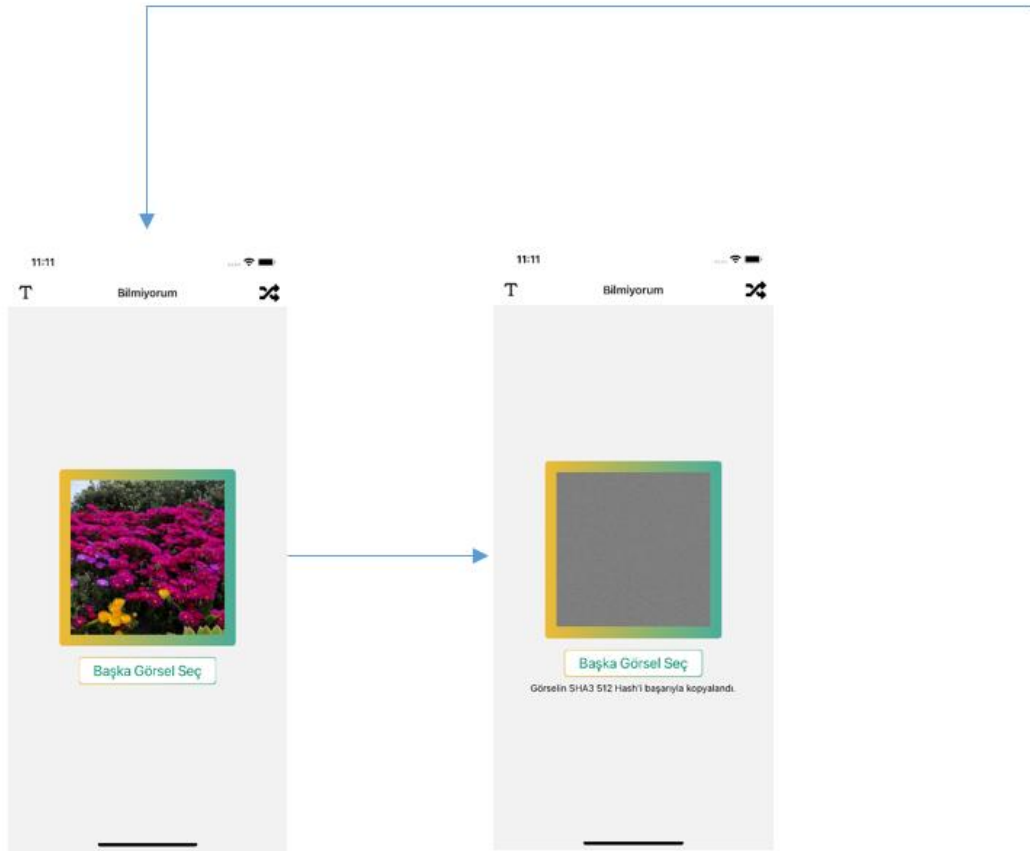 11:11
T Bilmiyorum
Başka Görsel Seç
11:11
T Bilmiyorum
Başka Görsel Seç
Görselin SHA3 512 Hash'i başarıyla kopyalandı.